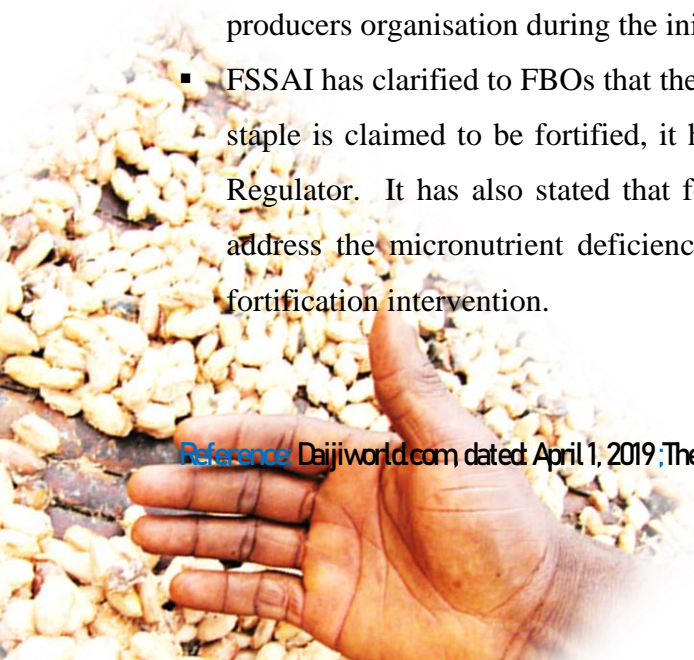 producers organisation during the ini
▪ FSSAI has clarified to FBOs that the
staple is claimed to be fortified, it h
Regulator. It has also stated that fo
address the micronutrient deficienc
fortification intervention.
Reference: Daijiworld.com, dated: April 1, 2019 ;The